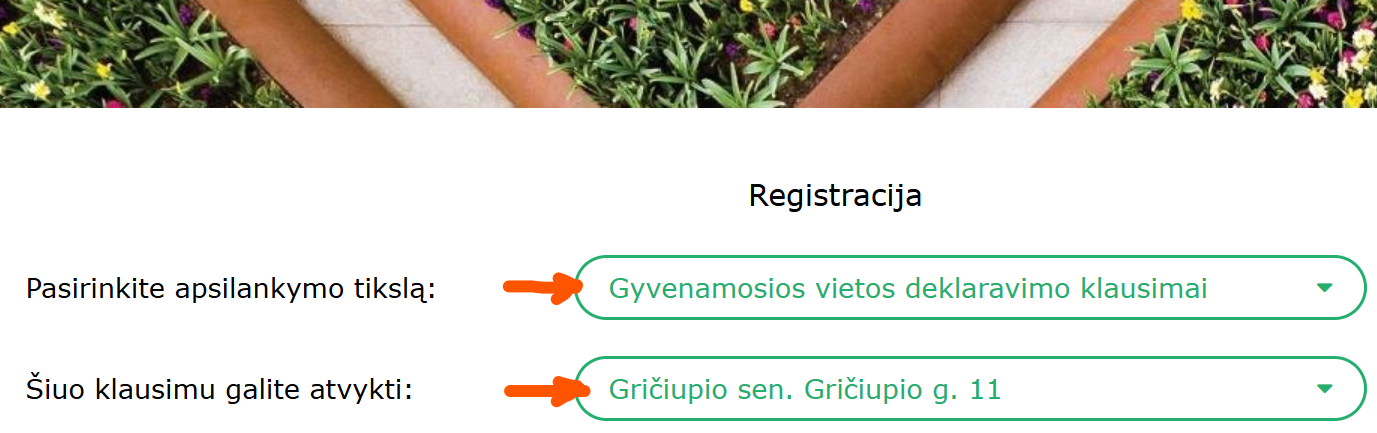 Registracija
Pasirinkite apsilankymo tikslą:
Gyvenamosios vietos deklaravimo klausimai
Šiuo klausimu galite atvykti:
Gričiupio sen. Gričiupio g. 11